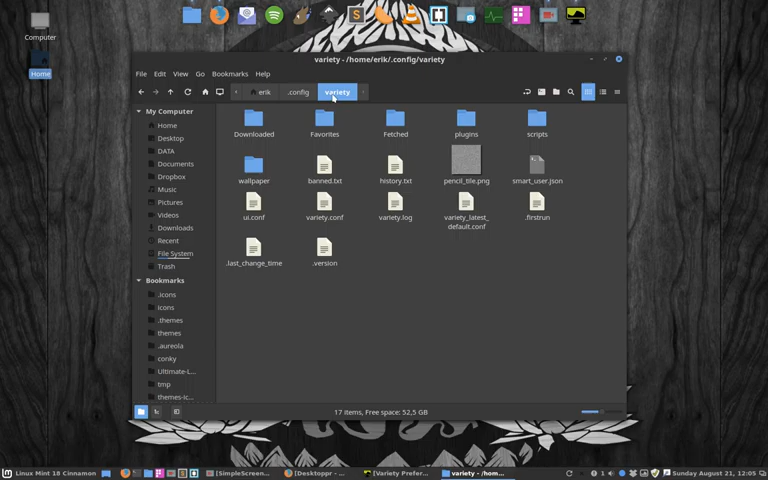 Computer
Home
variety - /home/erik/.config/variety
File Edit View Go Bookmarks Help
erik .config variety
My Computer
Home
Desktop
DATA
Documents
Dropbox
Music
Pictures
Videos
Downloads
Recent
File System
Trash
Bookmarks
.icons
icons
.themes
themes
.aureola
conky
Ultimate-L...
tmp
themes-ic...
Downloaded Favorites Fetched plugins scripts
wallpaper banned.txt history.txt pencil_tile.png smart_user.json
ui.conf variety.conf variety.log variety_latest_default.conf .firstrun
.last_change_time .version
17 items, Free space: 52,5 GB
Linux Mint 18 Cinnamon [SimpleScreen... [Desktoppr - ... [Variety Prefer... variety - /hom... 1 Sunday August 21, 12:05